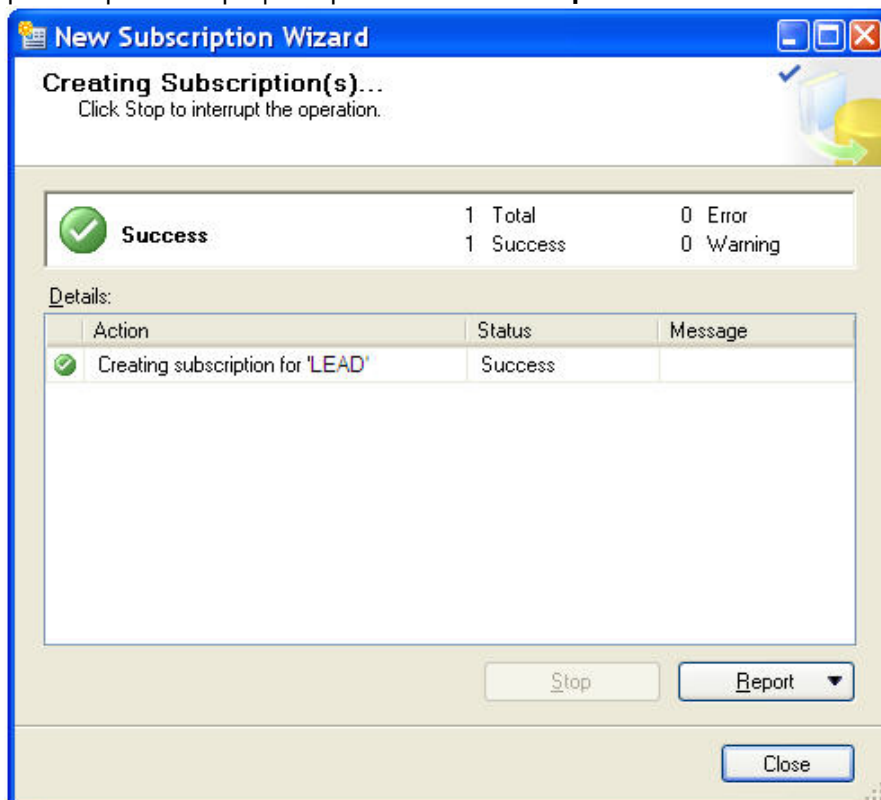 New Subscription Wizard
Creating Subscription(s)...
Click Stop to interrupt the operation.
Success
1 Total
0 Error
1 Success
0 Warning
Details:
Action Status Message
Creating subscription for 'LEAD' Success
Stop Report
Close